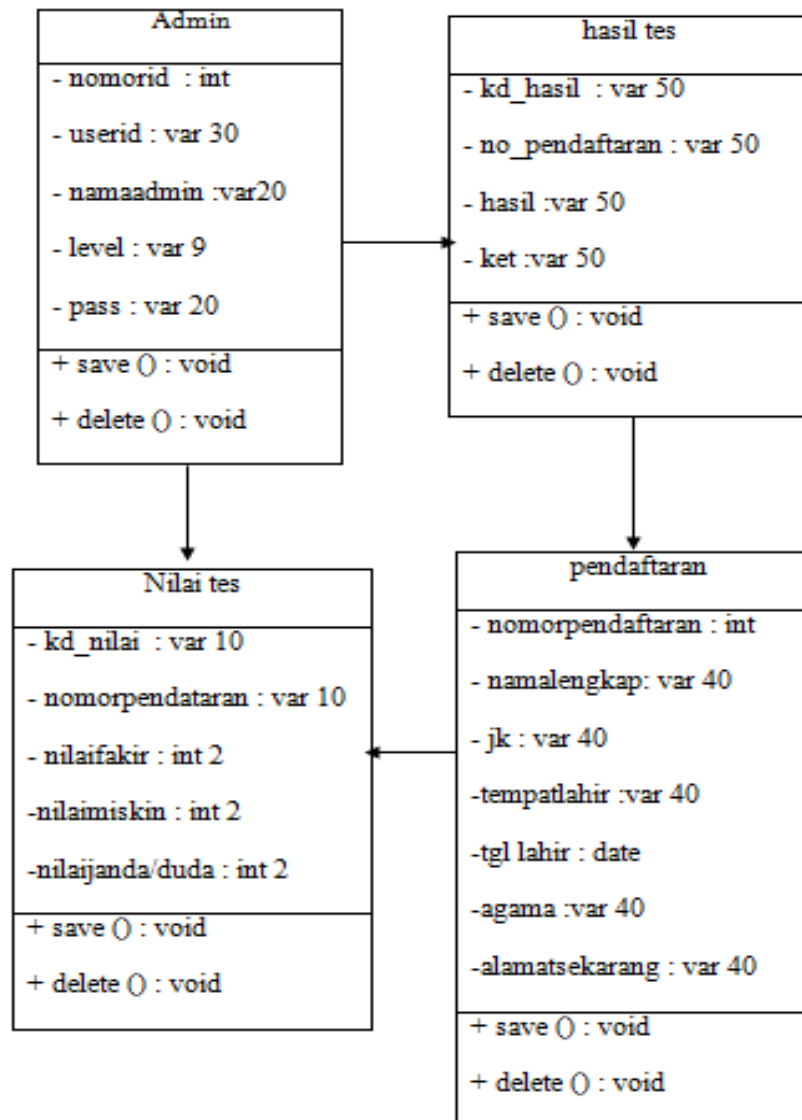 Admin
- nomorid : int
- userid : var 30
- namaadmin :var20
- level : var 9
- pass : var 20
+ save () : void
+ delete () : void
hasil tes
- kd_hasil : var 50
- no_pendaftaran : var 50
- hasil :var 50
- ket :var 50
+ save () : void
+ delete () : void
Nilai tes
- kd_nilai : var 10
- nomorpendataran : var 10
- nilaifakir : int 2
-nilaimiskin : int 2
-nilaijanda/duda : int 2
+ save () : void
+ delete () : void
pendaftaran
- nomorpendaftaran : int
- namalengkap: var 40
- jk : var 40
-tempatlahir :var 40
-tgl lahir : date
-agama :var 40
-alamatsekarang : var 40
+ save () : void
+ delete () : void